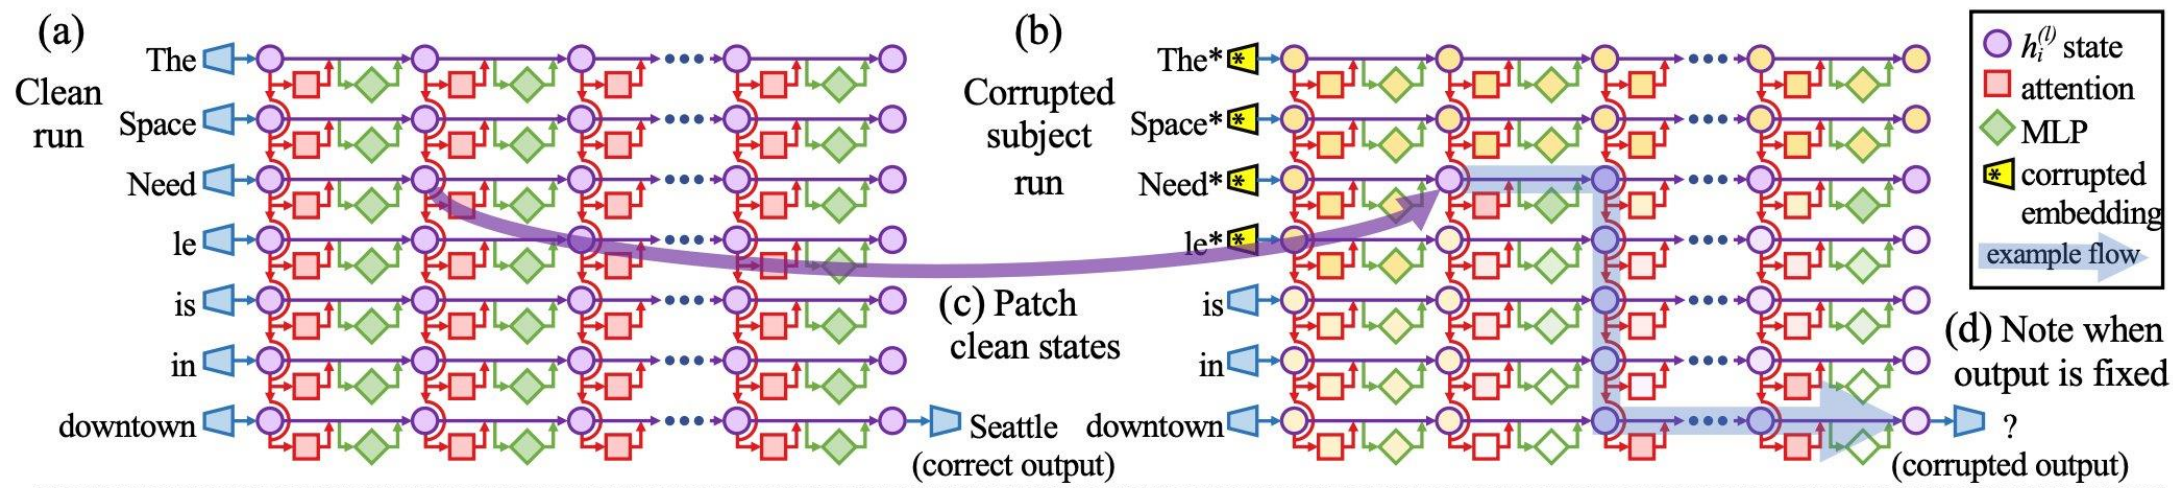 (a)
Clean
run
The
Space
Need
le
is
in
downtown
Seattle
(correct output)
(c) Patch
clean states
(b)
Corrupted
subject
run
The*
*
Space*
*
Need*
*
le*
*
is
in
downtown
?
(corrupted output)
(d) Note when
output is fixed
h_i^(l) state
attention
MLP
* corrupted
embedding
example flow